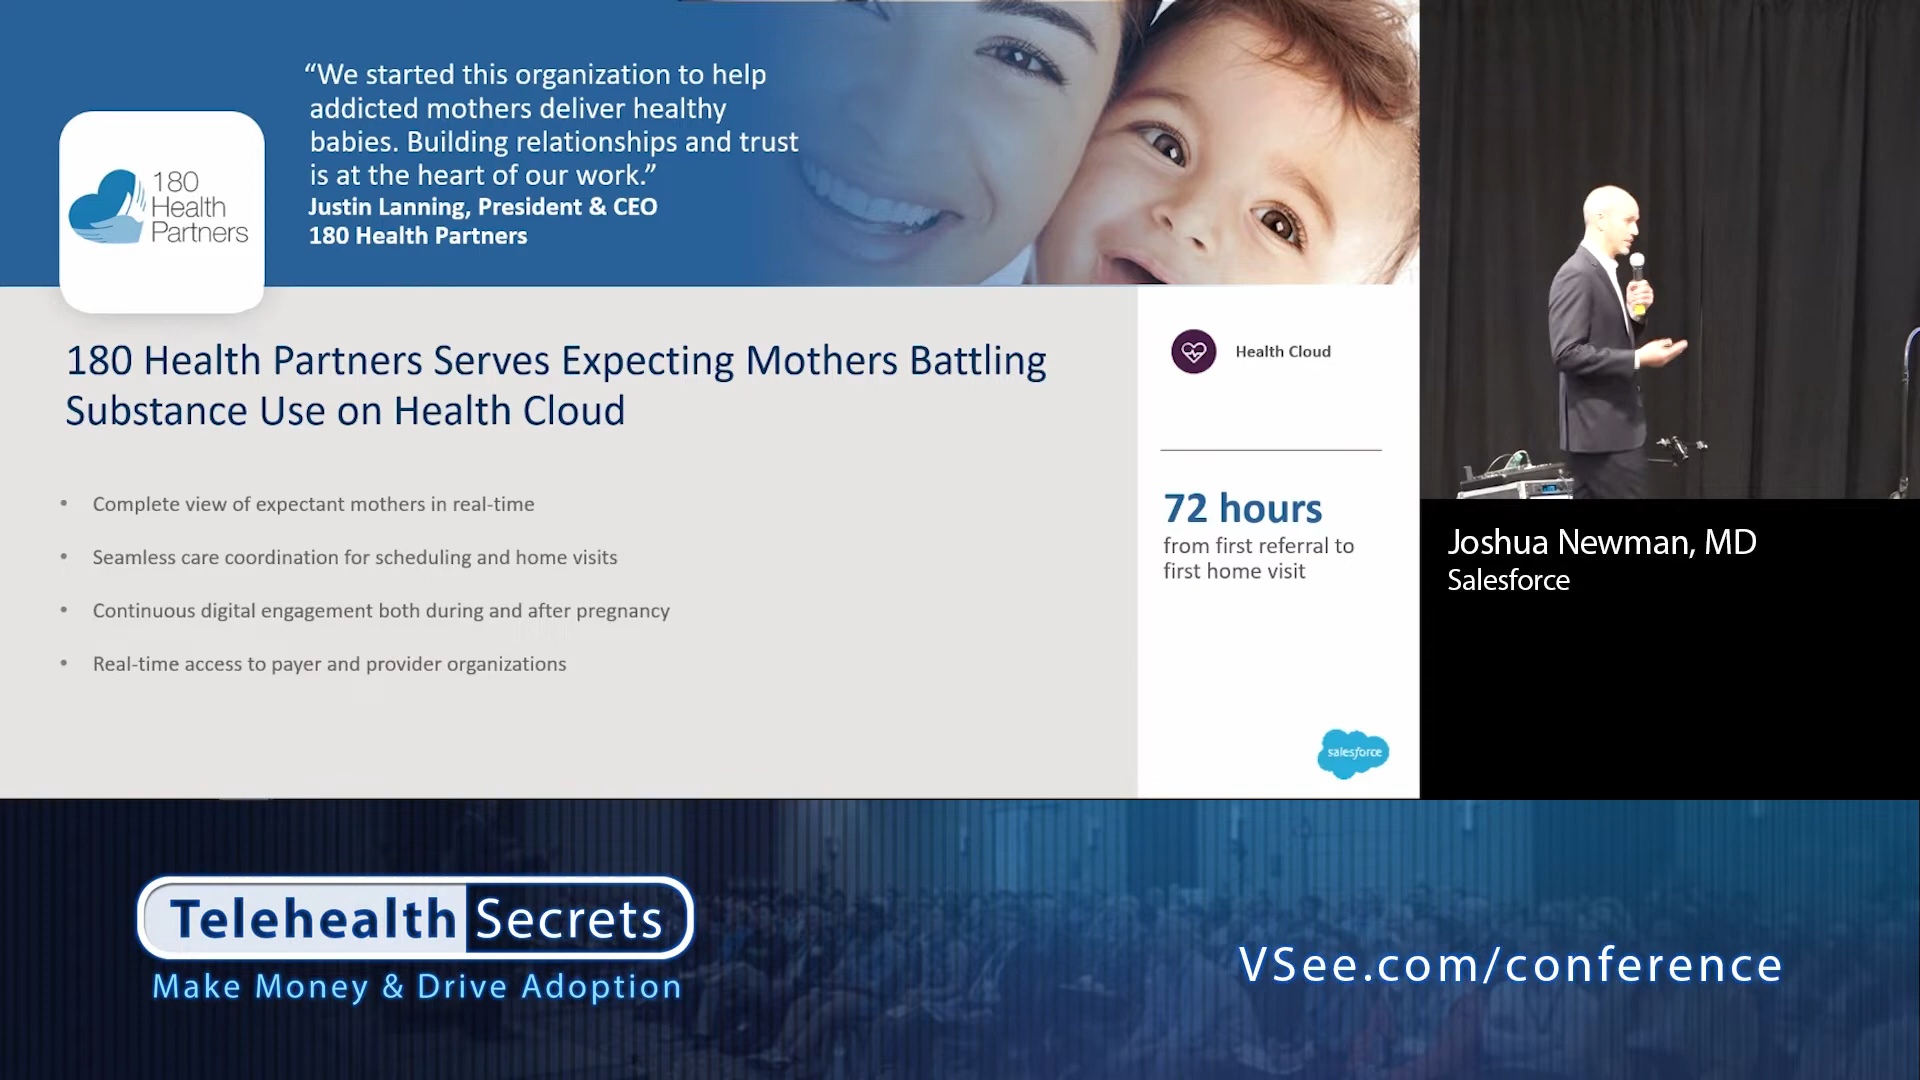 “We started this organization to help
addicted mothers deliver healthy
babies. Building relationships and trust
is at the heart of our work.”
Justin Lanning, President & CEO
180 Health Partners
180
Health
Partners
180 Health Partners Serves Expecting Mothers Battling
Substance Use on Health Cloud
• Complete view of expectant mothers in real-time
• Seamless care coordination for scheduling and home visits
• Continuous digital engagement both during and after pregnancy
• Real-time access to payer and provider organizations
Health Cloud
72 hours
from first referral to
first home visit
salesforce
Joshua Newman, MD
Salesforce
Telehealth Secrets
Make Money & Drive Adoption
VSee.com/conference